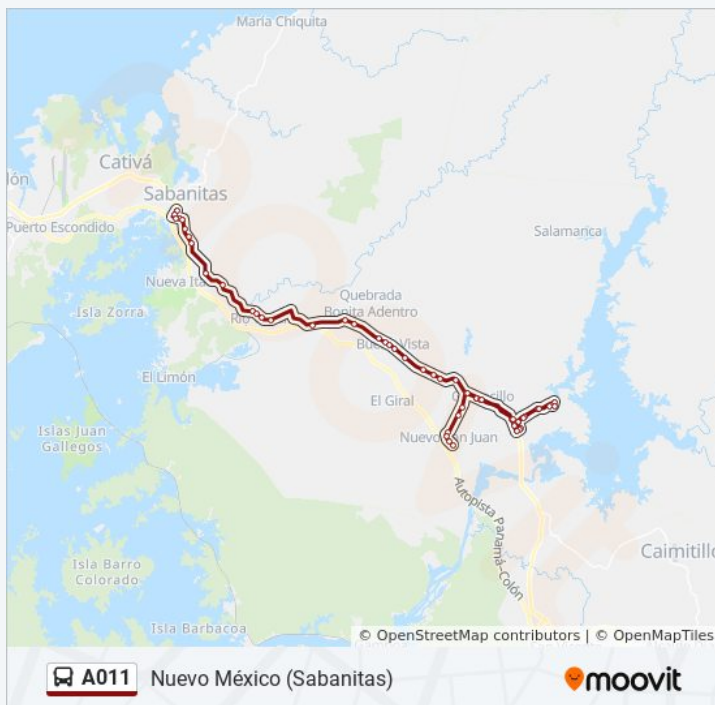 María Chiquita
Cativá
lón
Sabanitas
Puerto Escondido
Salamanca
Nueva Ita
Quebrada
Bonita Adentro
Isla Zorra
Buena Vista
El Limón
El Giral
Islas Juan
Gallegos
Nuevo San Juan
Autopista Panamá-Colón
Caimitillo
Isla Barro
Colorado
Isla Barbacoa
© OpenStreetMap contributors | © OpenMapTiles
A011 Nuevo México (Sabanitas)
moovit